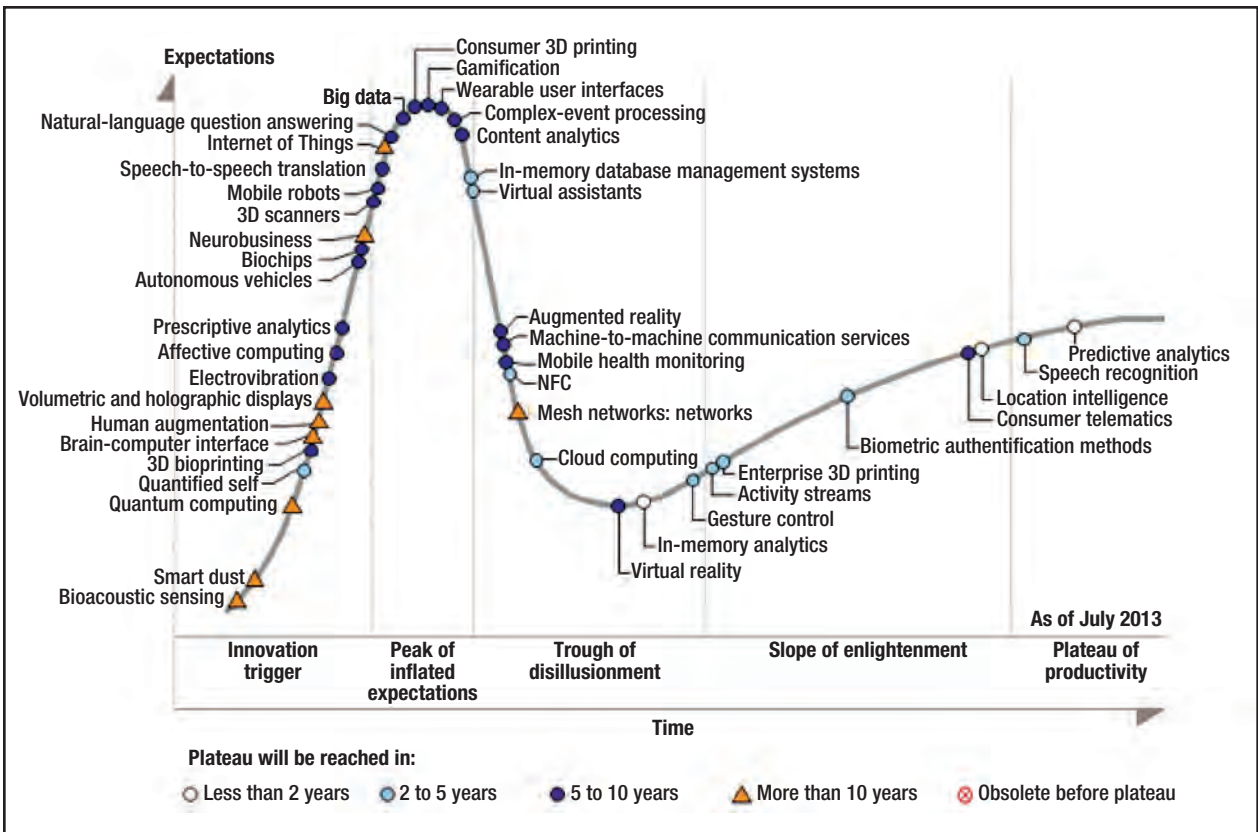 Expectations
Consumer 3D printing
Gamification
Wearable user interfaces
Big data
Complex-event processing
Natural-language question answering
Content analytics
Internet of Things
Speech-to-speech translation
In-memory database management systems
Mobile robots
Virtual assistants
3D scanners
Neurobusiness
Biochips
Autonomous vehicles
Augmented reality
Prescriptive analytics
Machine-to-machine communication services
Affective computing
Mobile health monitoring
Electrovibration
NFC
Volumetric and holographic displays
Mesh networks: networks
Human augmentation
Brain-computer interface
3D bioprinting
Cloud computing
Quantified self
Quantum computing
Predictive analytics
Speech recognition
Location intelligence
Consumer telematics
Biometric authentification methods
Enterprise 3D printing
Activity streams
Gesture control
In-memory analytics
Virtual reality
Smart dust
Bioacoustic sensing
As of July 2013
Innovation
trigger
Peak of
inflated
expectations
Trough of
disillusionment
Slope of enlightenment
Plateau of
productivity
Time
Plateau will be reached in:
Less than 2 years
2 to 5 years
5 to 10 years
More than 10 years
Obsolete before plateau